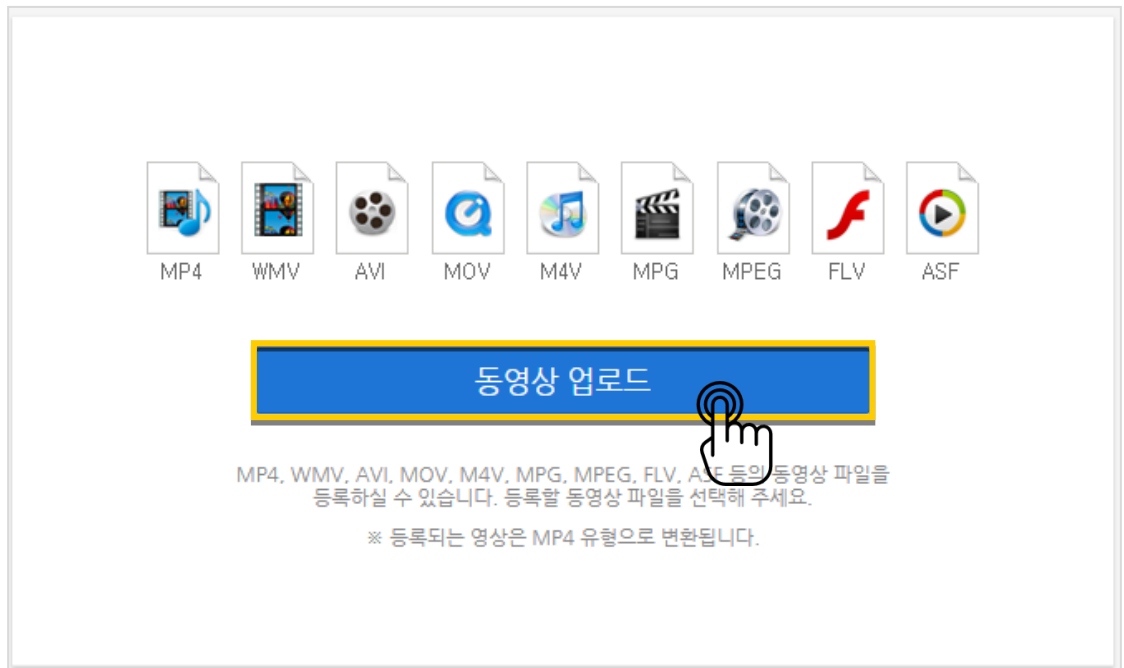 MP4 WMV AVI MOV M4V MPG MPEG FLV ASF
동영상 업로드
MP4, WMV, AVI, MOV, M4V, MPG, MPEG, FLV, ASF 등의 동영상 파일을
등록하실 수 있습니다. 등록할 동영상 파일을 선택해 주세요.
※ 등록되는 영상은 MP4 유형으로 변환됩니다.